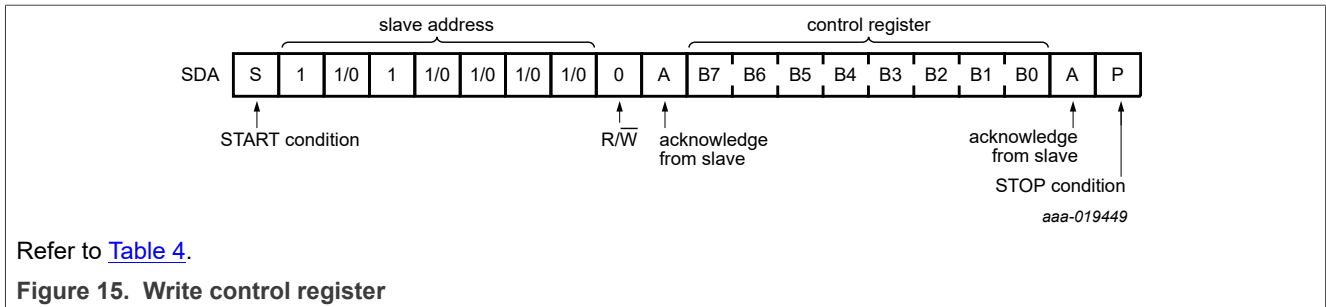 slave address control register
SDA S 1 1/0 1 1/0 1/0 1/0 1/0 0 A B7 B6 B5 B4 B3 B2 B1 B0 A P
START condition R/W̅ acknowledge from slave acknowledge from slave
STOP condition
aaa-019449
Refer to Table 4.
Figure 15. Write control register